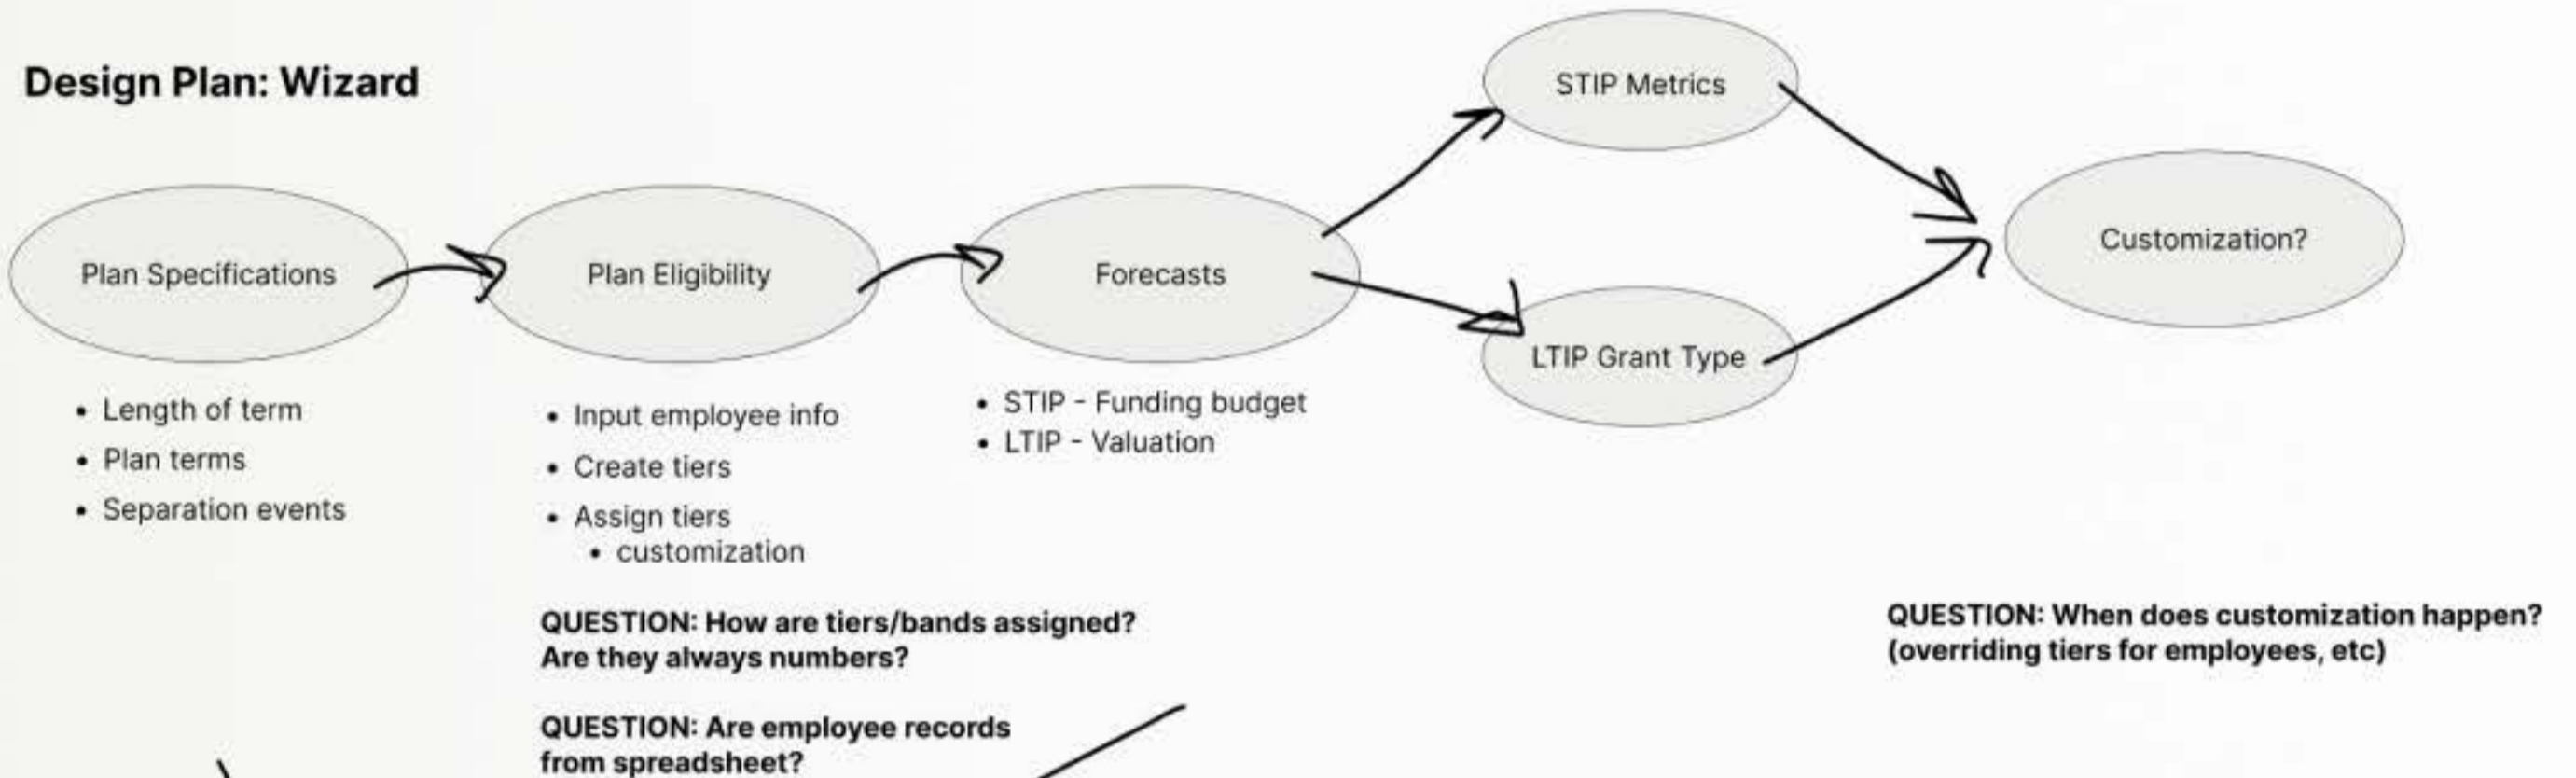 Design Plan: Wizard
Plan Specifications
• Length of term
• Plan terms
• Separation events
Plan Eligibility
• Input employee info
• Create tiers
• Assign tiers
• customization
QUESTION: How are tiers/bands assigned?
Are they always numbers?
QUESTION: Are employee records
from spreadsheet?
Forecasts
• STIP - Funding budget
• LTIP - Valuation
STIP Metrics
LTIP Grant Type
Customization?
QUESTION: When does customization happen?
(overriding tiers for employees, etc)